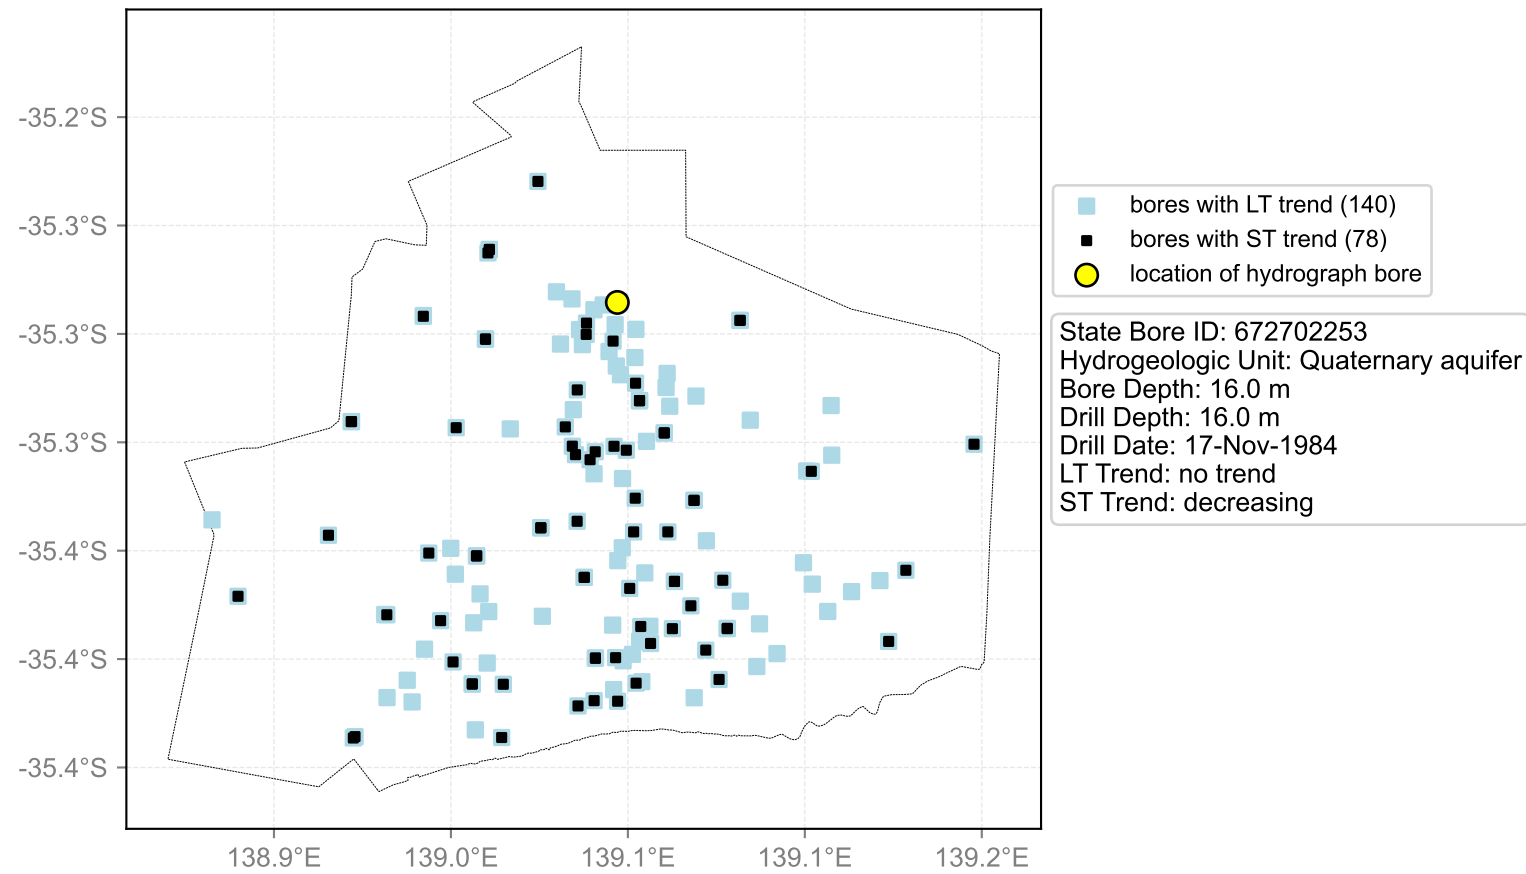 -35.2°S
-35.3°S
-35.3°S
-35.3°S
-35.4°S
-35.4°S
-35.4°S
138.9°E
139.0°E
139.1°E
139.1°E
139.2°E
bores with LT trend (140)
bores with ST trend (78)
location of hydrograph bore
State Bore ID: 672702253
Hydrogeologic Unit: Quaternary aquifer
Bore Depth: 16.0 m
Drill Depth: 16.0 m
Drill Date: 17-Nov-1984
LT Trend: no trend
ST Trend: decreasing